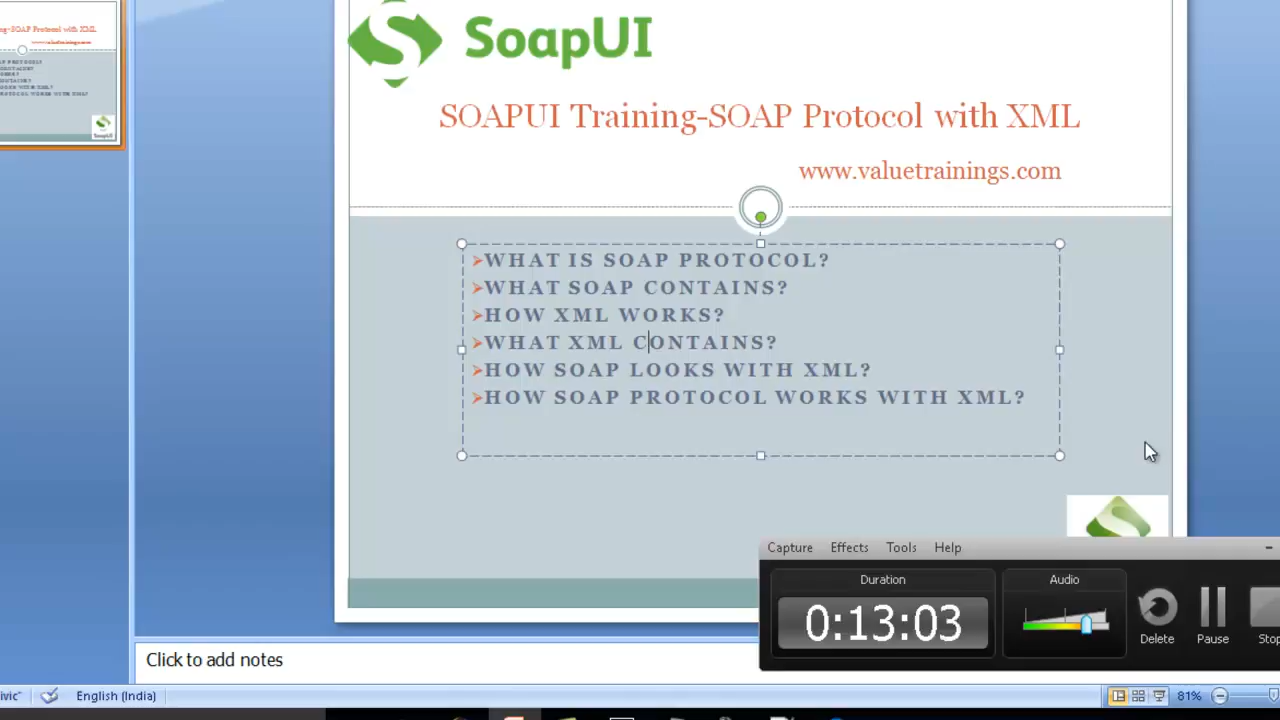 SoapUI
SOAPUI Training-SOAP Protocol with XML
www.valuetrainings.com
WHAT IS SOAP PROTOCOL?
WHAT SOAP CONTAINS?
HOW XML WORKS?
WHAT XML CONTAINS?
HOW SOAP LOOKS WITH XML?
HOW SOAP PROTOCOL WORKS WITH XML?
Capture Effects Tools Help
Duration Audio
0:13:03
Delete Pause Stop
Click to add notes
English (India) 81%